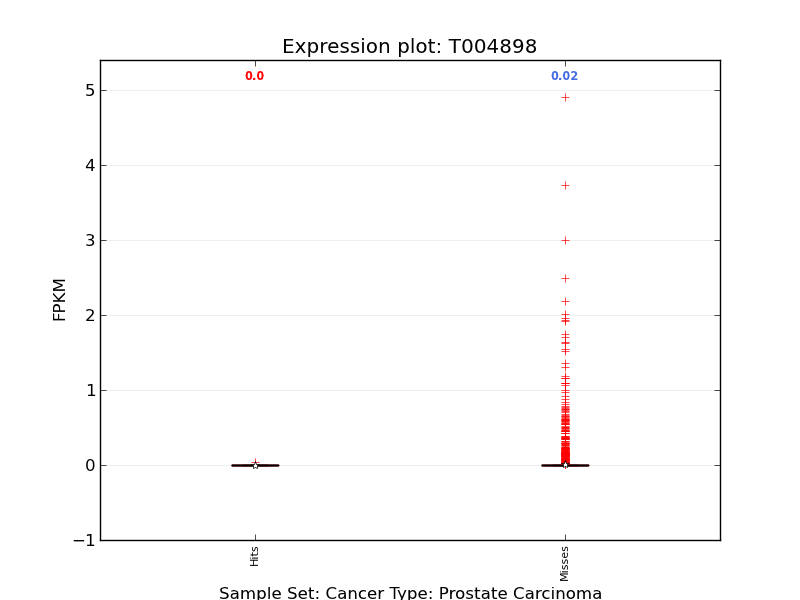 Expression plot: T004898
0.0 0.02
5
4
3
2
1
0
−1
FPKM
Hits Misses
Sample Set: Cancer Type: Prostate Carcinoma